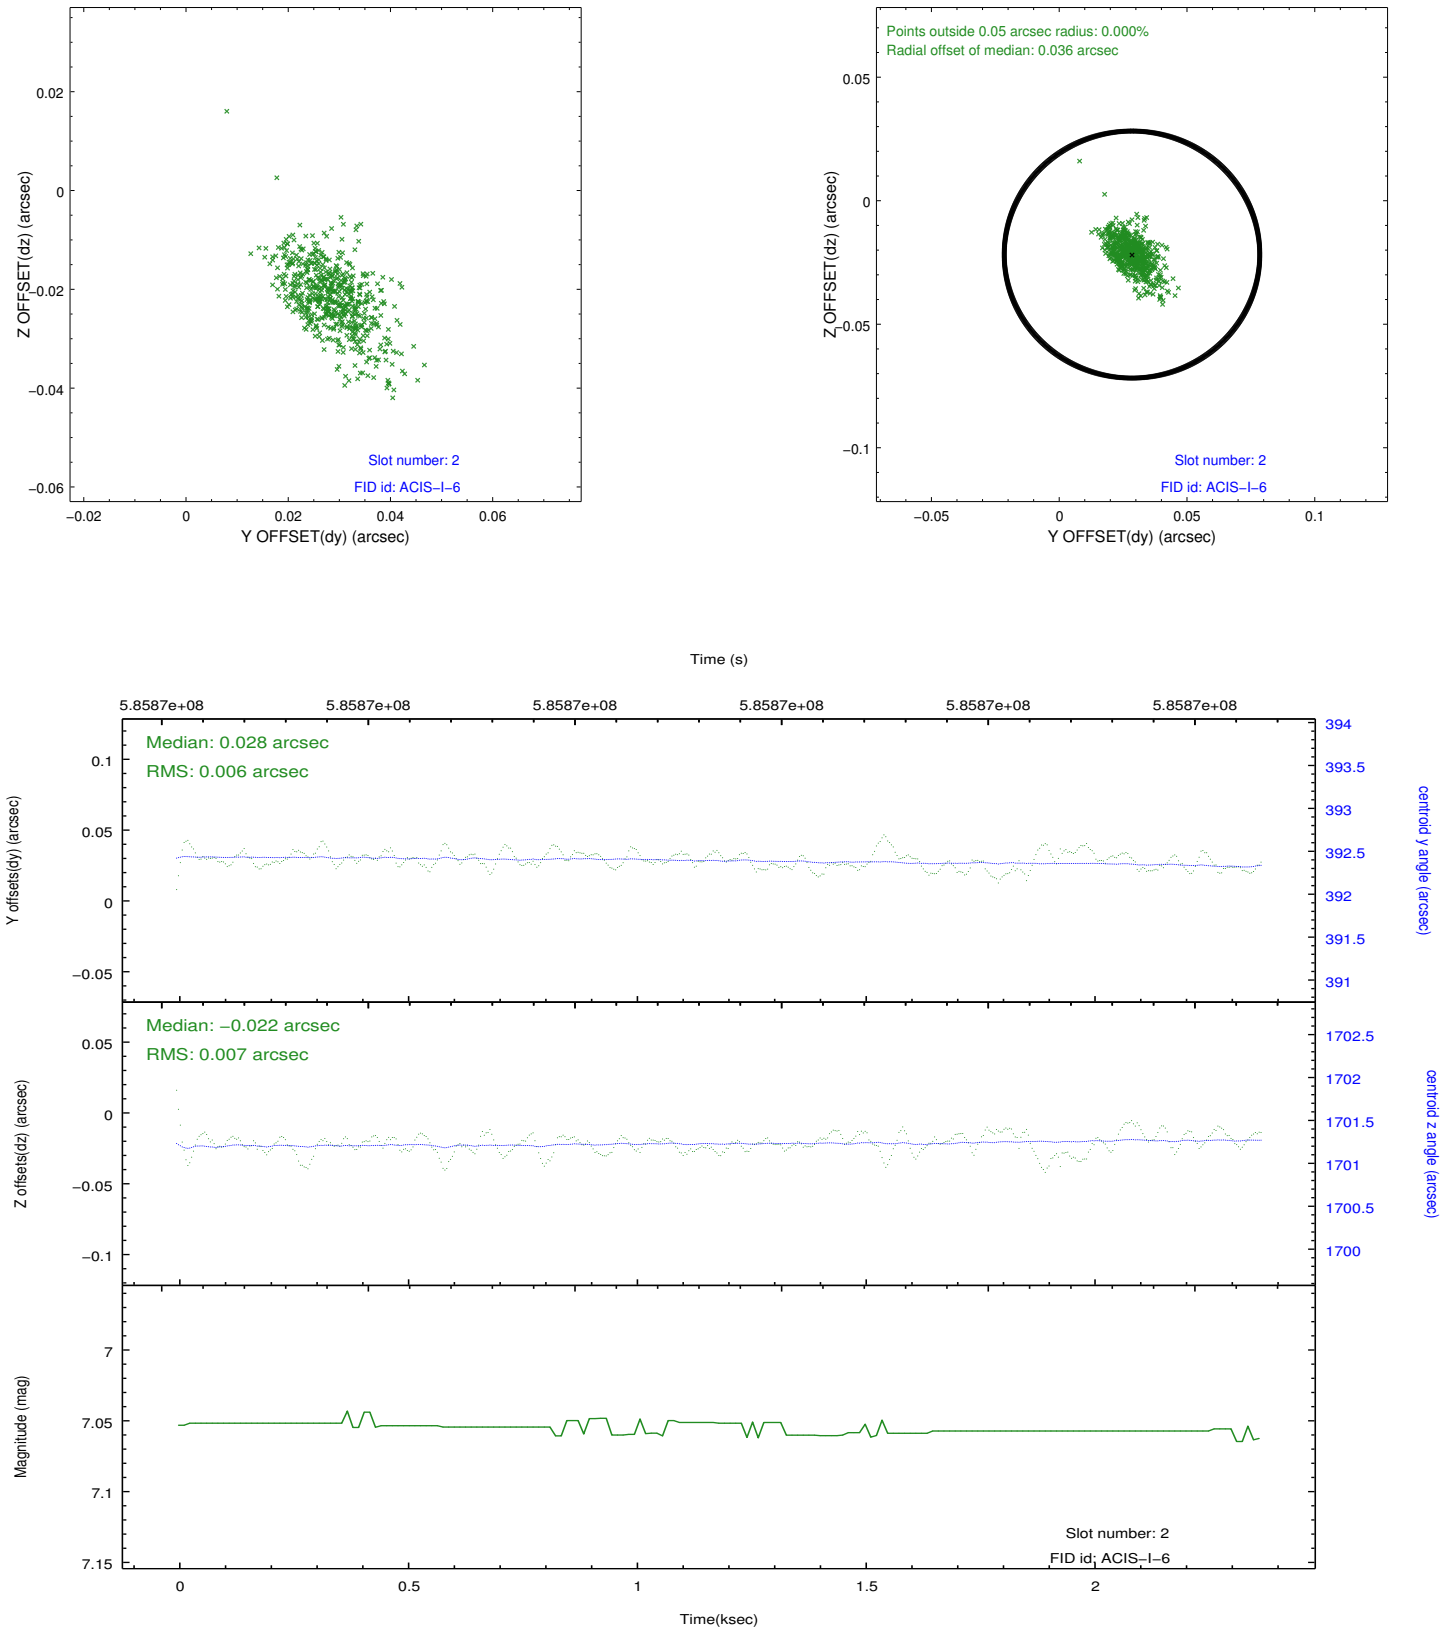 0.02
0
−0.02
−0.04
−0.06
Z OFFSET(dz) (arcsec)
Slot number: 2
FID id: ACIS−I−6
−0.02
0
0.02
0.04
0.06
Y OFFSET(dy) (arcsec)
Points outside 0.05 arcsec radius: 0.000%
Radial offset of median: 0.036 arcsec
0.05
0
−0.05
−0.1
Z OFFSET(dz) (arcsec)
Slot number: 2
FID id: ACIS−I−6
−0.05
0
0.05
0.1
Y OFFSET(dy) (arcsec)
Time (s)
5.8587e+08
5.8587e+08
5.8587e+08
5.8587e+08
5.8587e+08
5.8587e+08
Median: 0.028 arcsec
RMS: 0.006 arcsec
0.1
0.05
0
−0.05
Y offsets(dy) (arcsec)
394
393.5
393
392.5
392
391.5
391
centroid y angle (arcsec)
Median: −0.022 arcsec
RMS: 0.007 arcsec
0.05
0
−0.05
−0.1
Z offsets(dz) (arcsec)
1702.5
1702
1701.5
1701
1700.5
1700
centroid z angle (arcsec)
7
7.05
7.1
7.15
Magnitude (mag)
Slot number: 2
FID id: ACIS−I−6
0
0.5
1
1.5
2
Time(ksec)